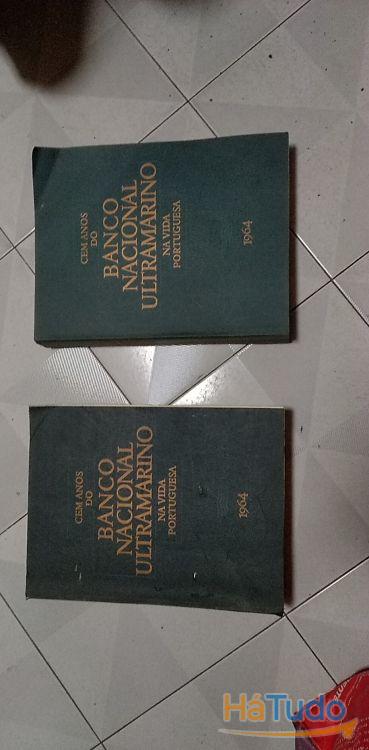 CEM ANOS
DO
BANCO
NACIONAL
ULTRAMARINO
NA VIDA
PORTUGUESA
1964
CEM ANOS
DO
BANCO
NACIONAL
ULTRAMARINO
NA VIDA
PORTUGUESA
1964
HáTudo